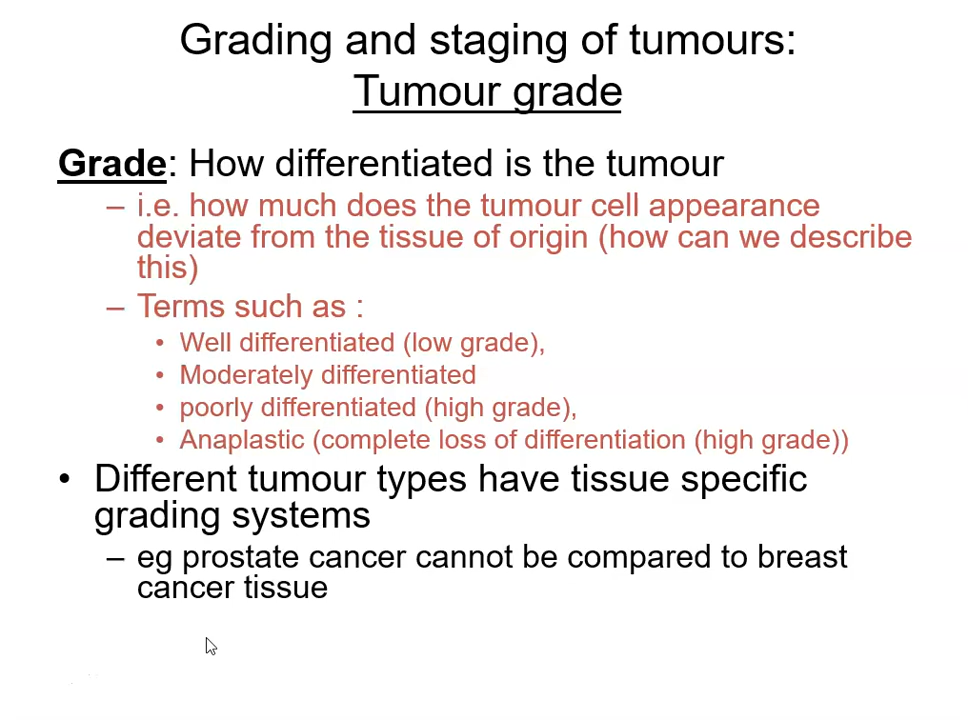 Grading and staging of tumours:
Tumour grade
Grade: How differentiated is the tumour
– i.e. how much does the tumour cell appearance
deviate from the tissue of origin (how can we describe
this)
– Terms such as :
• Well differentiated (low grade),
• Moderately differentiated
• poorly differentiated (high grade),
• Anaplastic (complete loss of differentiation (high grade))
• Different tumour types have tissue specific
grading systems
– eg prostate cancer cannot be compared to breast
cancer tissue